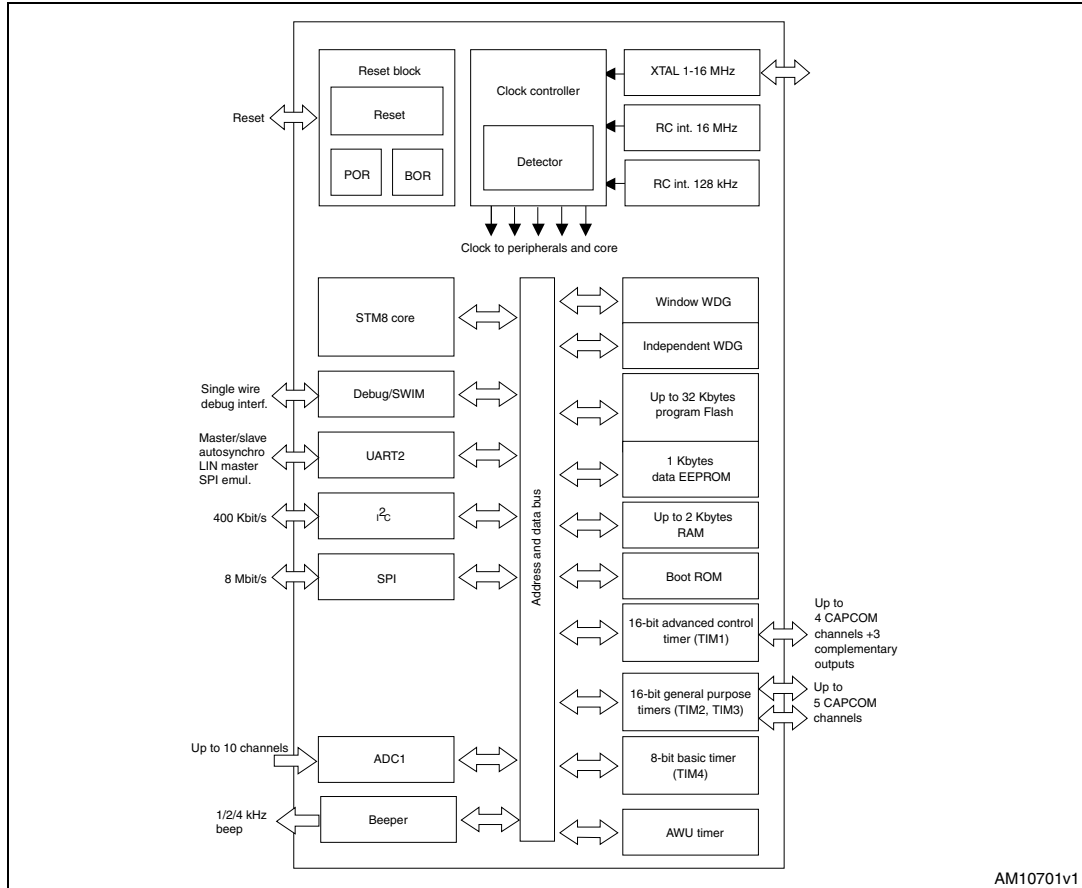 Reset block
Reset
POR
BOR
Reset
Clock controller
Detector
XTAL 1-16 MHz
RC int. 16 MHz
RC int. 128 kHz
Clock to peripherals and core
STM8 core
Debug/SWIM
UART2
I²C
SPI
ADC1
Beeper
Single wire
debug interf.
Master/slave
autosynchro
LIN master
SPI emul.
400 Kbit/s
8 Mbit/s
Up to 10 channels
1/2/4 kHz
beep
Address and data bus
Window WDG
Independent WDG
Up to 32 Kbytes
program Flash
1 Kbytes
data EEPROM
Up to 2 Kbytes
RAM
Boot ROM
16-bit advanced control
timer (TIM1)
16-bit general purpose
timers (TIM2, TIM3)
8-bit basic timer
(TIM4)
AWU timer
Up to
4 CAPCOM
channels +3
complementary
outputs
Up to
5 CAPCOM
channels
AM10701v1